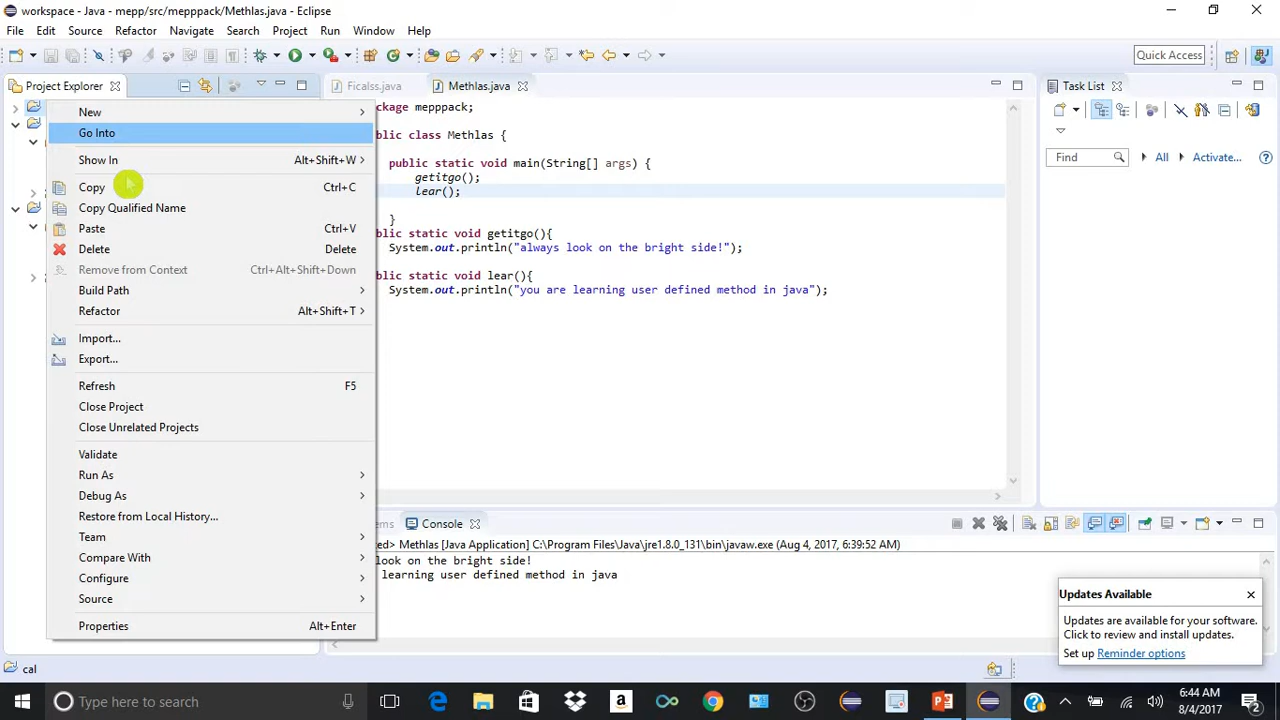 workspace - Java - mepp/src/mepppack/Methlas.java - Eclipse
File Edit Source Refactor Navigate Search Project Run Window Help
Quick Access
Project Explorer
Ficalss.java
Methlas.java
Task List
New
Go Into
Show In Alt+Shift+W
Copy Ctrl+C
Copy Qualified Name
Paste Ctrl+V
Delete Delete
Remove from Context Ctrl+Alt+Shift+Down
Build Path
Refactor Alt+Shift+T
Import...
Export...
Refresh F5
Close Project
Close Unrelated Projects
Validate
Run As
Debug As
Restore from Local History...
Team
Compare With
Configure
Source
Properties Alt+Enter
ckage mepppack;
blic class Methlas {
public static void main(String[] args) {
getitgo();
lear();
}
blic static void getitgo(){
System.out.println("always look on the bright side!");
blic static void lear(){
System.out.println("you are learning user defined method in java");
Find All Activate...
ems
Console
ed> Methlas [Java Application] C:\Program Files\Java\jre1.8.0_131\bin\javaw.exe (Aug 4, 2017, 6:39:52 AM)
look on the bright side!
learning user defined method in java
Updates Available
Updates are available for your software.
Click to review and install updates.
Set up Reminder options
cal
Type here to search
6:44 AM
8/4/2017
2